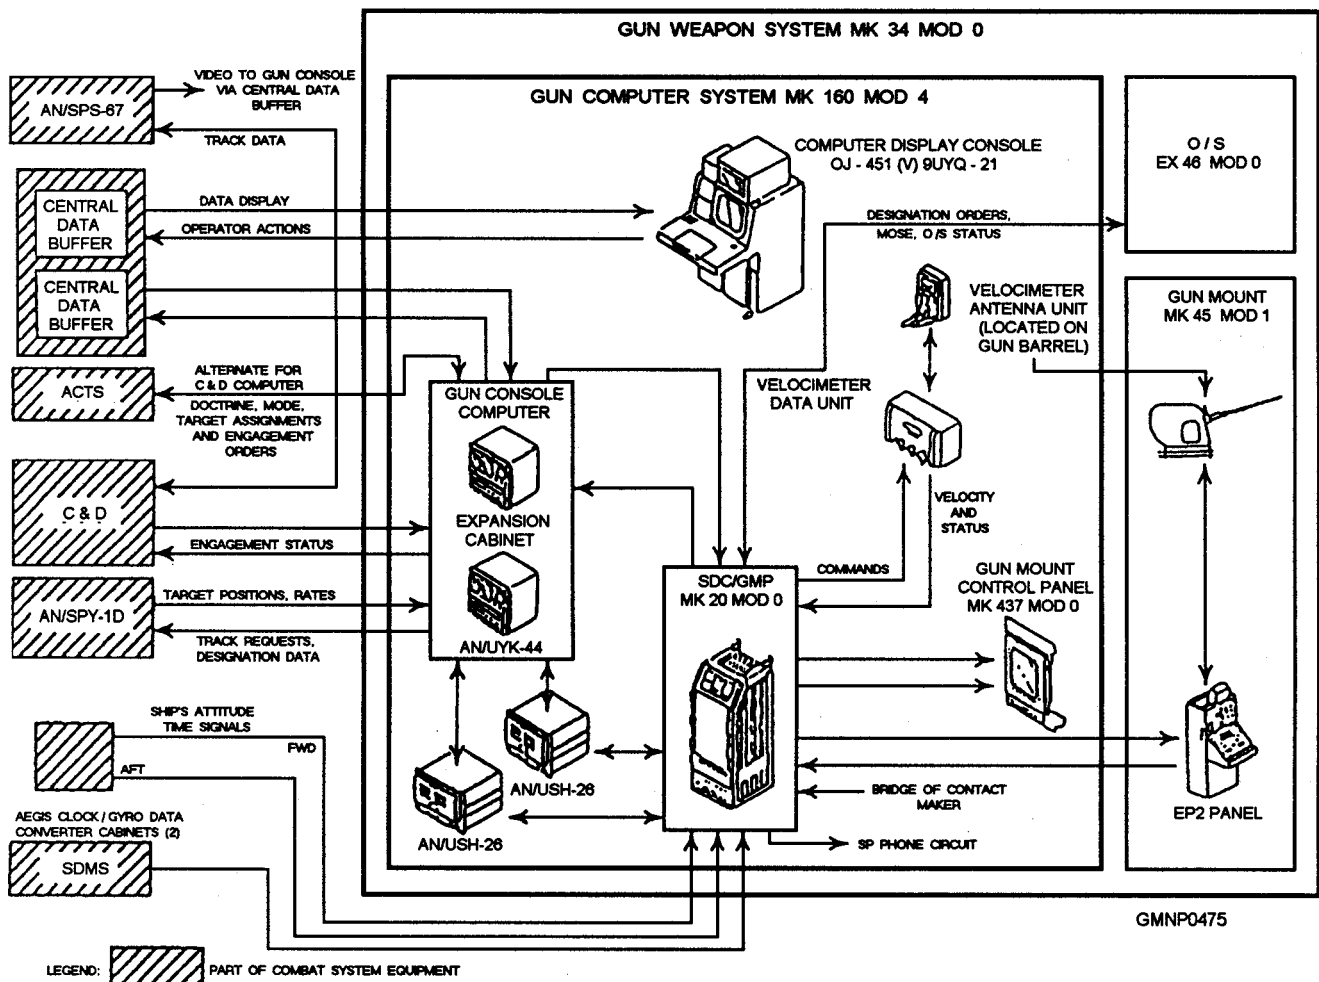 GUN WEAPON SYSTEM MK 34 MOD 0
GUN COMPUTER SYSTEM MK 160 MOD 4
AN/SPS-67
VIDEO TO GUN CONSOLE
VIA CENTRAL DATA
BUFFER
TRACK DATA
CENTRAL
DATA
BUFFER
DATA DISPLAY
OPERATOR ACTIONS
CENTRAL
DATA
BUFFER
ACTS
ALTERNATE FOR
C & D COMPUTER
DOCTRINE, MODE,
TARGET ASSIGNMENTS
AND ENGAGEMENT
ORDERS
C & D
ENGAGEMENT STATUS
AN/SPY-1D
TARGET POSITIONS, RATES
TRACK REQUESTS,
DESIGNATION DATA
SHIP'S ATTITUDE
TIME SIGNALS
FWD
AFT
AEGIS CLOCK / GYRO DATA
CONVERTER CABINETS (2)
SDMS
COMPUTER DISPLAY CONSOLE
OJ - 451 (V) 9UYQ - 21
DESIGNATION ORDERS,
MOSE, O/S STATUS
O / S
EX 46 MOD 0
VELOCIMETER
ANTENNA UNIT
(LOCATED ON
GUN BARREL)
GUN MOUNT
MK 45 MOD 1
VELOCIMETER
DATA UNIT
GUN CONSOLE
COMPUTER
EXPANSION
CABINET
AN/UYK-44
VELOCITY
AND
STATUS
COMMANDS
SDC/GMP
MK 20 MOD 0
GUN MOUNT
CONTROL PANEL
MK 437 MOD 0
AN/USH-26
AN/USH-26
BRIDGE OF CONTACT
MAKER
SP PHONE CIRCUIT
EP2 PANEL
GMNP0475
LEGEND:
PART OF COMBAT SYSTEM EQUIPMENT